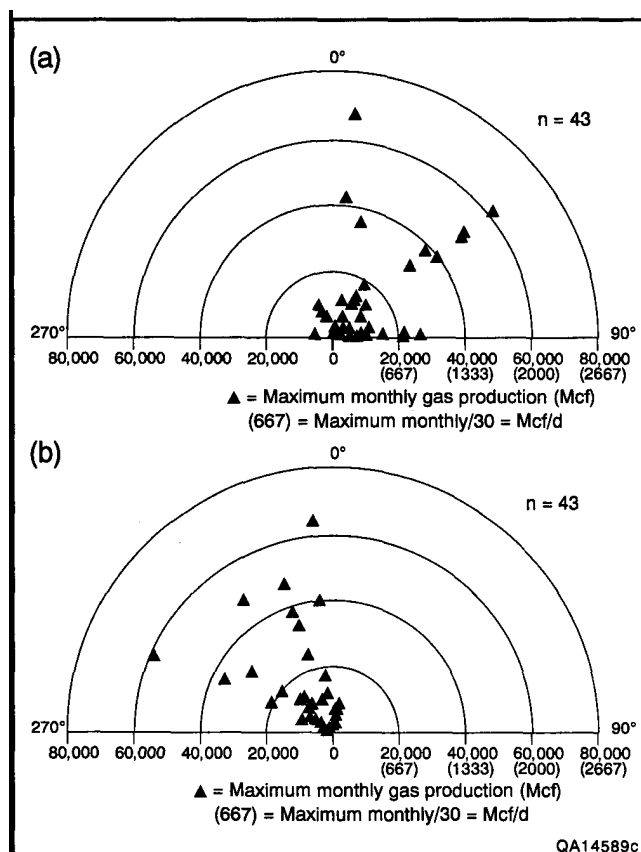 (a)
0°
n = 43
270°
90°
80,000 60,000 40,000 20,000 0 20,000 40,000 60,000 80,000
(667) (1333) (2000) (2667)
▲ = Maximum monthly gas production (Mcf)
(667) = Maximum monthly/30 = Mcf/d
(b)
0°
n = 43
270°
90°
80,000 60,000 40,000 20,000 0 20,000 40,000 60,000 80,000
(667) (1333) (2000) (2667)
▲ = Maximum monthly gas production (Mcf)
(667) = Maximum monthly/30 = Mcf/d
QA14589c